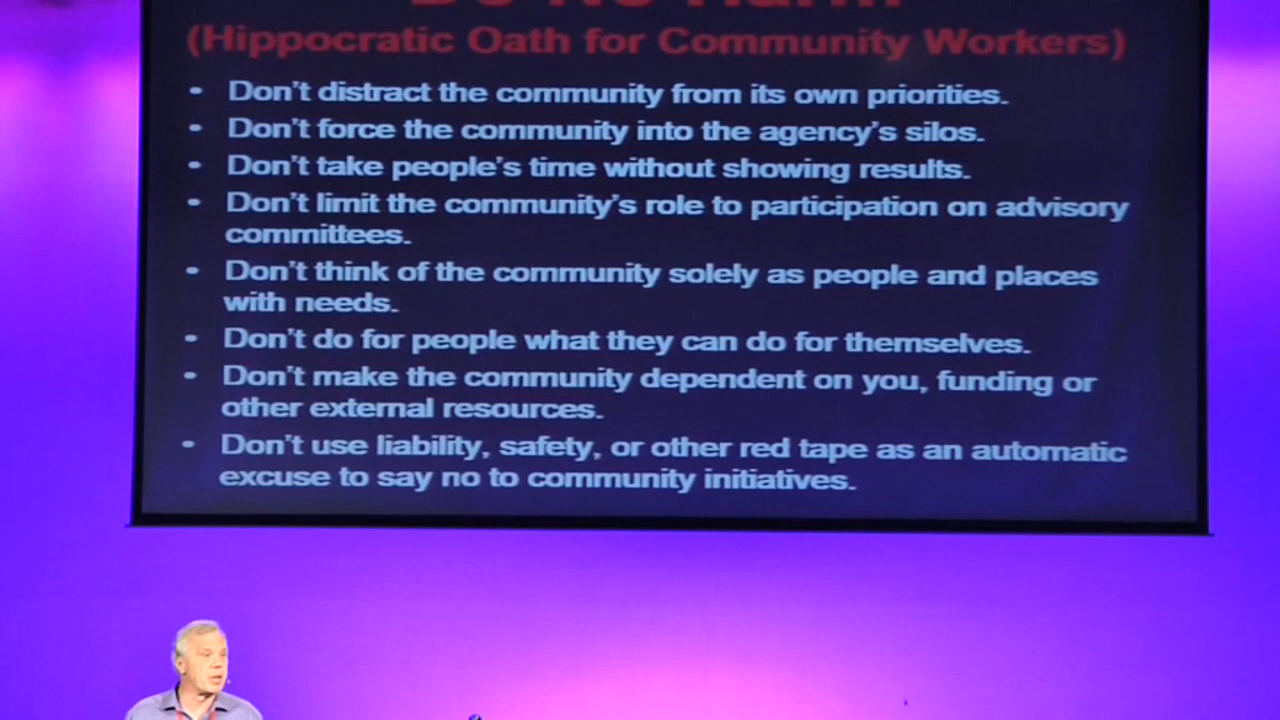 Do No Harm
(Hippocratic Oath for Community Workers)
• Don't distract the community from its own priorities.
• Don't force the community into the agency's silos.
• Don't take people's time without showing results.
• Don't limit the community's role to participation on advisory
committees.
• Don't think of the community solely as people and places
with needs.
• Don't do for people what they can do for themselves.
• Don't make the community dependent on you, funding or
other external resources.
• Don't use liability, safety, or other red tape as an automatic
excuse to say no to community initiatives.